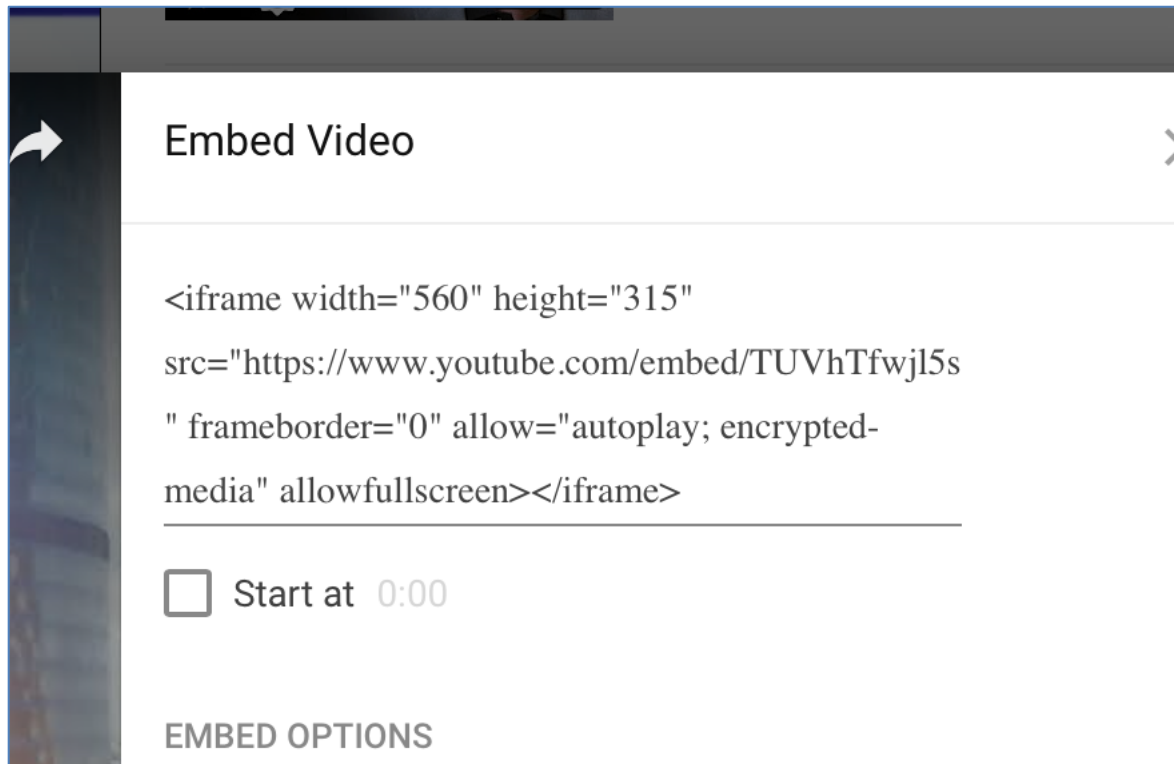 Embed Video
<iframe width="560" height="315"
src="https://www.youtube.com/embed/TUVhTfwjl5s
" frameborder="0" allow="autoplay; encrypted-
media" allowfullscreen></iframe>
Start at 0:00
EMBED OPTIONS